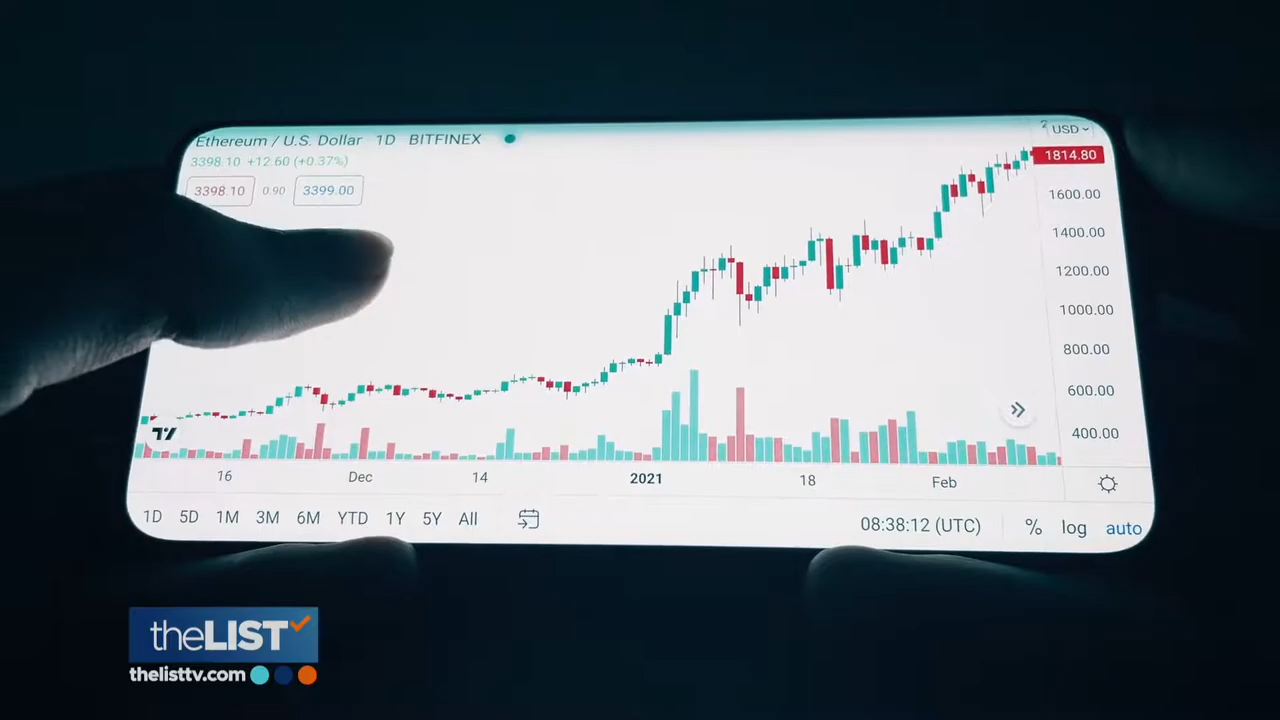 Ethereum / U.S. Dollar 1D BITFINEX
USD
3398.10 +12.60 (+0.37%)
1814.80
3398.10 0.90 3399.00
1600.00
1400.00
1200.00
1000.00
800.00
600.00
400.00
16 Dec 14 2021 18 Feb
1D 5D 1M 3M 6M YTD 1Y 5Y All
08:38:12 (UTC) % log auto
theLIST
thelisttv.com